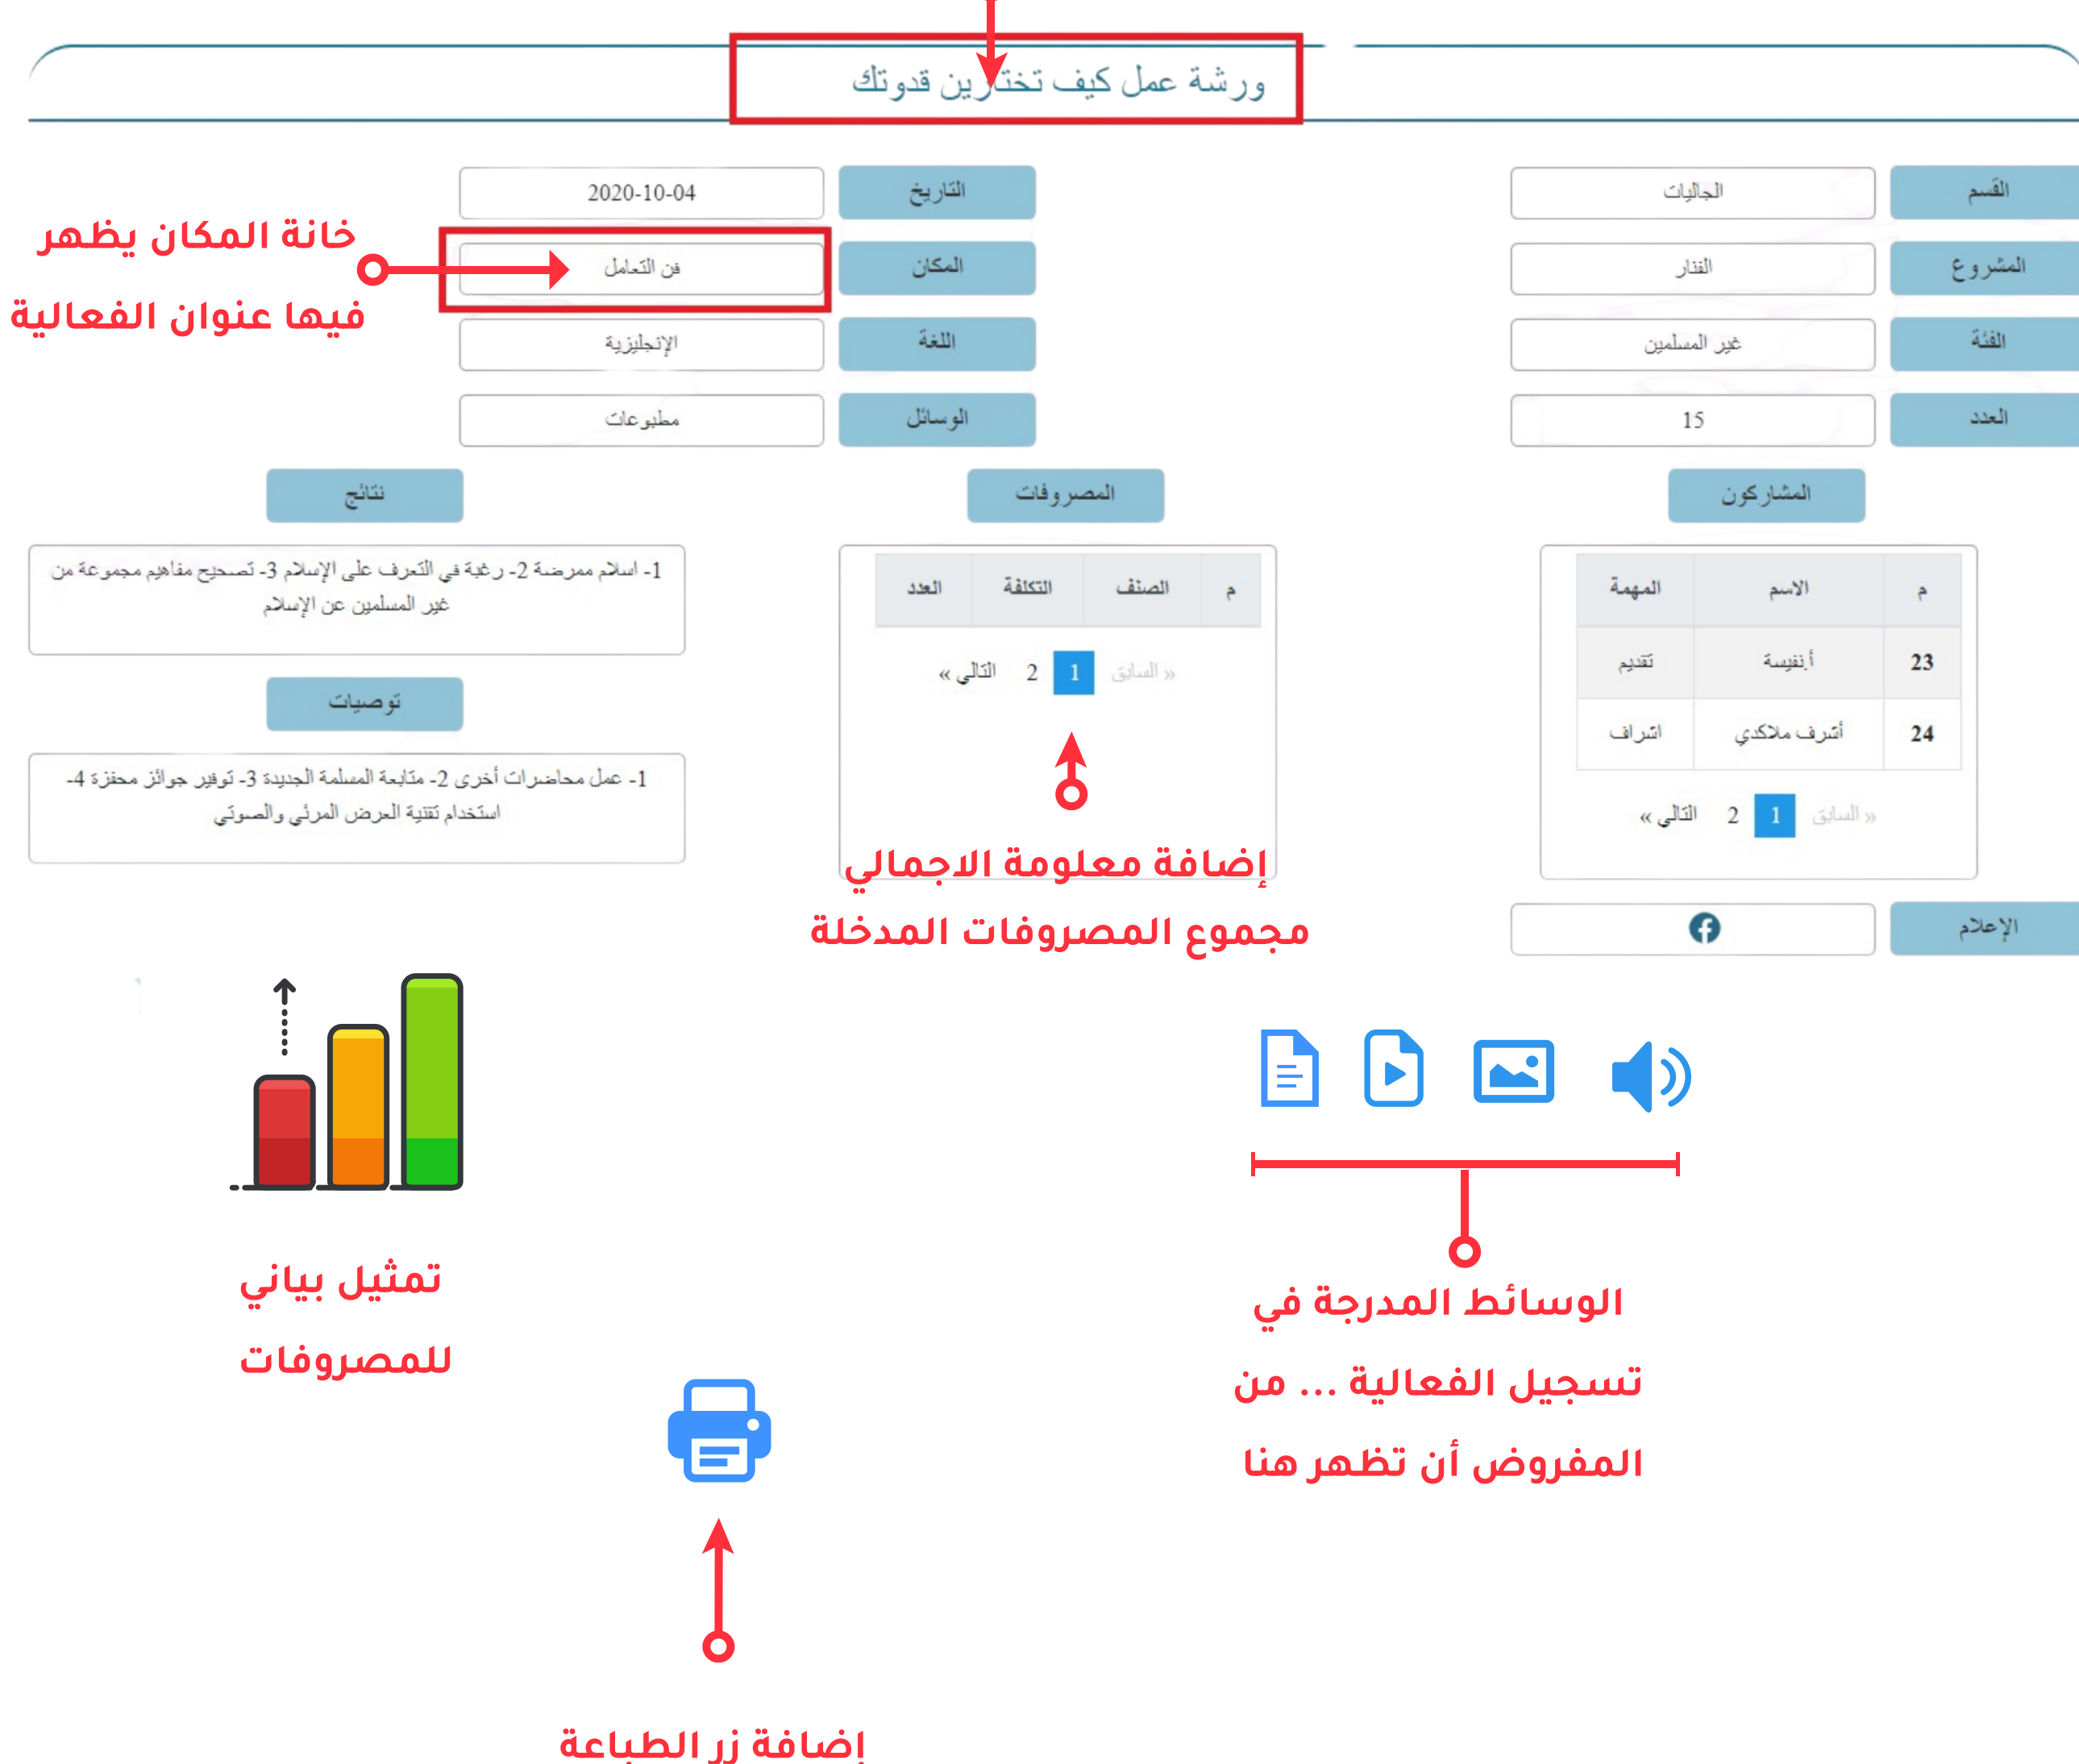 ورشة عمل كيف تختارين قدوتك
القسم
الجاليات
التاريخ
2020-10-04
المشروع
الفنار
المكان
فن التعامل
خانة المكان يظهر
فيها عنوان الفعالية
الفئة
غير المسلمين
اللغة
الإنجليزية
العدد
15
الوسائل
مطبوعات
المشاركون
م الاسم المهمة
23 أ.نفيسة تقديم
24 أشرف ملاكدي اشراف
« السابق 1 2 التالي »
المصروفات
م الصنف التكلفة العدد
« السابق 1 2 التالي »
إضافة معلومة الاجمالي
مجموع المصروفات المدخلة
نتائج
1- اسلام ممرضة 2- رغبة في التعرف على الإسلام 3- تصحيح مفاهيم مجموعة من
غير المسلمين عن الإسلام
توصيات
1- عمل محاضرات أخرى 2- متابعة المسلمة الجديدة 3- توفير جوائز محفزة 4-
استخدام تقنية العرض المرئي والصوتي
الإعلام
الوسائط المدرجة في
تسجيل الفعالية ... من
المفروض أن تظهر هنا
تمثيل بياني
للمصروفات
إضافة زر الطباعة